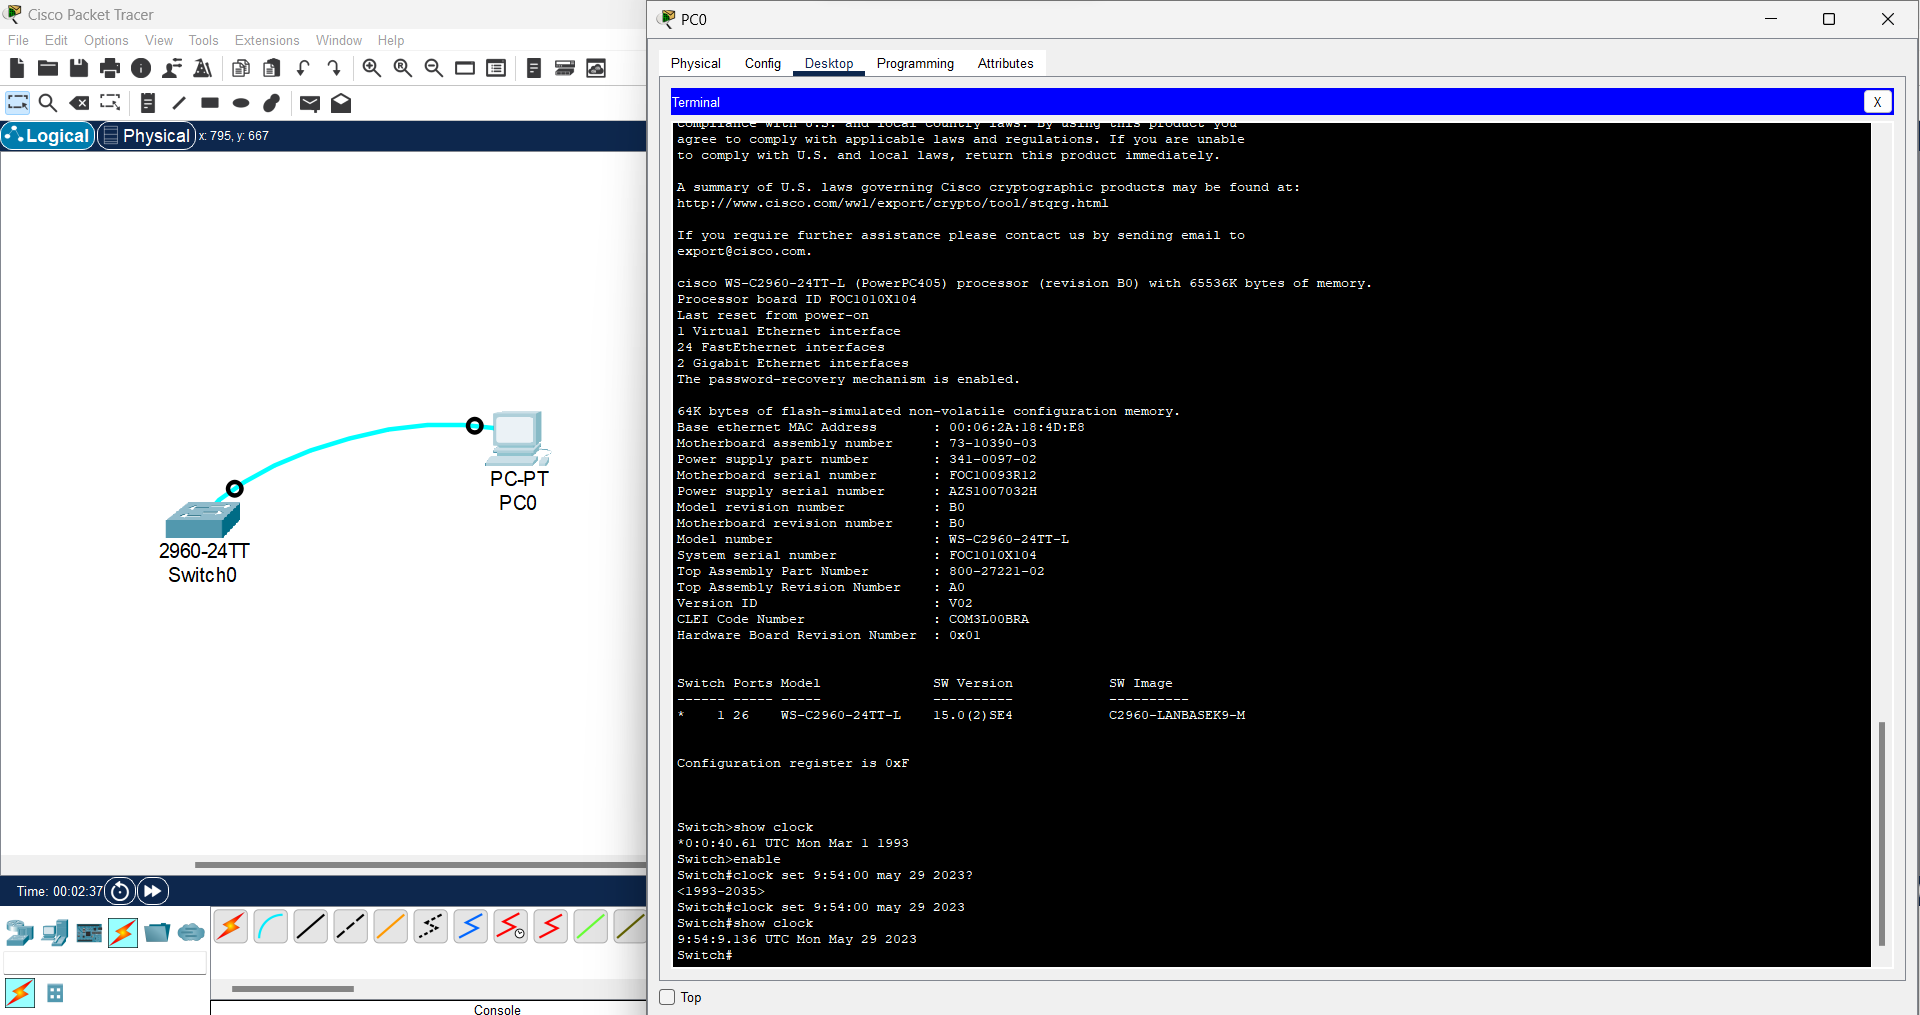 Cisco Packet Tracer
File Edit Options View Tools Extensions Window Help
Logical Physical x: 795, y: 667
PC-PT
PC0
2960-24TT
Switch0
Time: 00:02:37
Console
PC0
Physical Config Desktop Programming Attributes
Terminal X
compliance with U.S. and local country laws. By using this product you
agree to comply with applicable laws and regulations. If you are unable
to comply with U.S. and local laws, return this product immediately.
A summary of U.S. laws governing Cisco cryptographic products may be found at:
http://www.cisco.com/wwl/export/crypto/tool/stqrg.html
If you require further assistance please contact us by sending email to
export@cisco.com.
cisco WS-C2960-24TT-L (PowerPC405) processor (revision B0) with 65536K bytes of memory.
Processor board ID FOC1010X104
Last reset from power-on
1 Virtual Ethernet interface
24 FastEthernet interfaces
2 Gigabit Ethernet interfaces
The password-recovery mechanism is enabled.
64K bytes of flash-simulated non-volatile configuration memory.
Base ethernet MAC Address : 00:06:2A:18:4D:E8
Motherboard assembly number : 73-10390-03
Power supply part number : 341-0097-02
Motherboard serial number : FOC10093R12
Power supply serial number : AZS1007032H
Model revision number : B0
Motherboard revision number : B0
Model number : WS-C2960-24TT-L
System serial number : FOC1010X104
Top Assembly Part Number : 800-27221-02
Top Assembly Revision Number : A0
Version ID : V02
CLEI Code Number : COM3L00BRA
Hardware Board Revision Number : 0x01
Switch Ports Model SW Version SW Image
------ ----- ----- ---------- ----------
* 1 26 WS-C2960-24TT-L 15.0(2)SE4 C2960-LANBASEK9-M
Configuration register is 0xF
Switch>show clock
*0:0:40.61 UTC Mon Mar 1 1993
Switch>enable
Switch#clock set 9:54:00 may 29 2023?
<1993-2035>
Switch#clock set 9:54:00 may 29 2023
Switch#show clock
9:54:9.136 UTC Mon May 29 2023
Switch#
Top